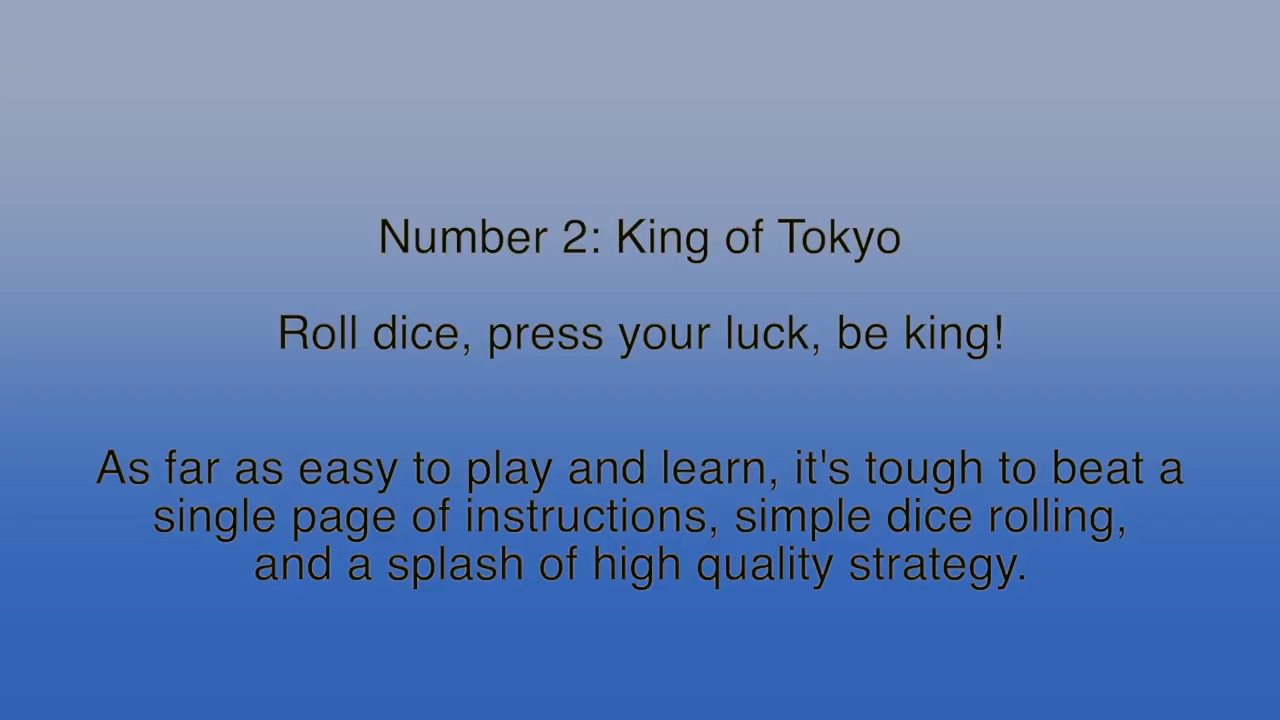 Number 2: King of Tokyo
Roll dice, press your luck, be king!
As far as easy to play and learn, it's tough to beat a
single page of instructions, simple dice rolling,
and a splash of high quality strategy.